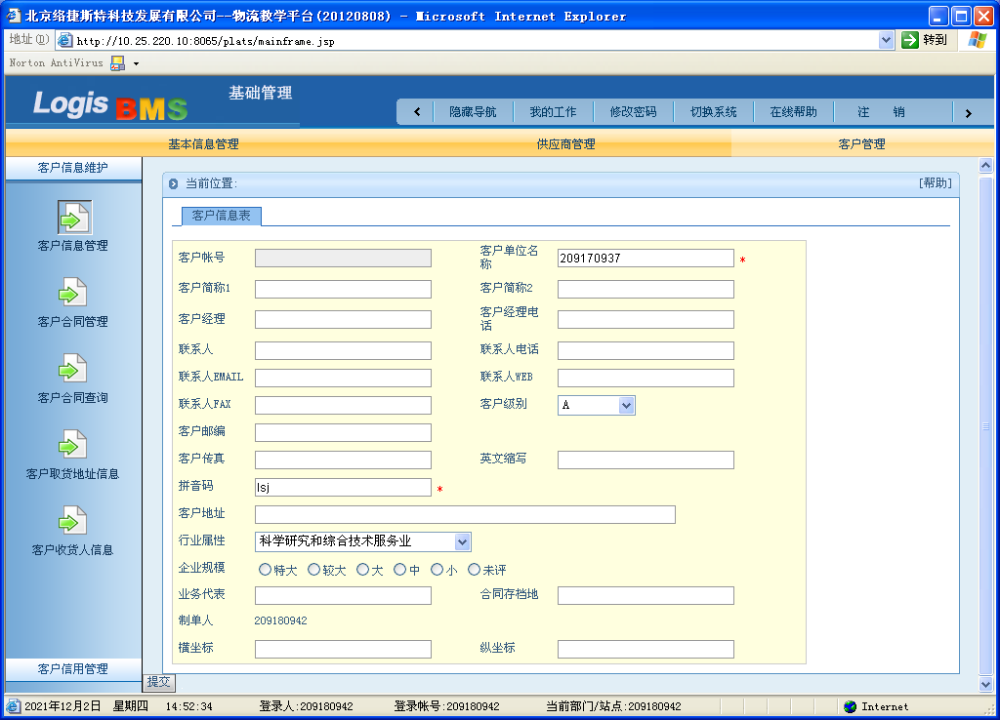 北京络捷斯特科技发展有限公司--物流教学平台(20120808) - Microsoft Internet Explorer
地址(D) http://10.25.220.10:8065/plats/mainframe.jsp 转到
Norton AntiVirus
Logis BMS 基础管理
隐藏导航 我的工作 修改密码 切换系统 在线帮助 注 销
基本信息管理 供应商管理 客户管理
客户信息维护
当前位置: [帮助]
客户信息表
客户信息管理
客户合同管理
客户合同查询
客户取货地址信息
客户收货人信息
客户信用管理
客户帐号 客户单位名称 209170937 *
客户简称1 客户简称2
客户经理 客户经理电话
联系人 联系人电话
联系人EMAIL 联系人WEB
联系人FAX 客户级别 A
客户邮编
客户传真 英文缩写
拼音码 lsj *
客户地址
行业属性 科学研究和综合技术服务业
企业规模 特大 较大 大 中 小 未评
业务代表 合同存档地
制单人 209180942
横坐标 纵坐标
提交
2021年12月2日 星期四 14:52:34 登录人:209180942 登录帐号:209180942 当前部门/站点:209180942 Internet